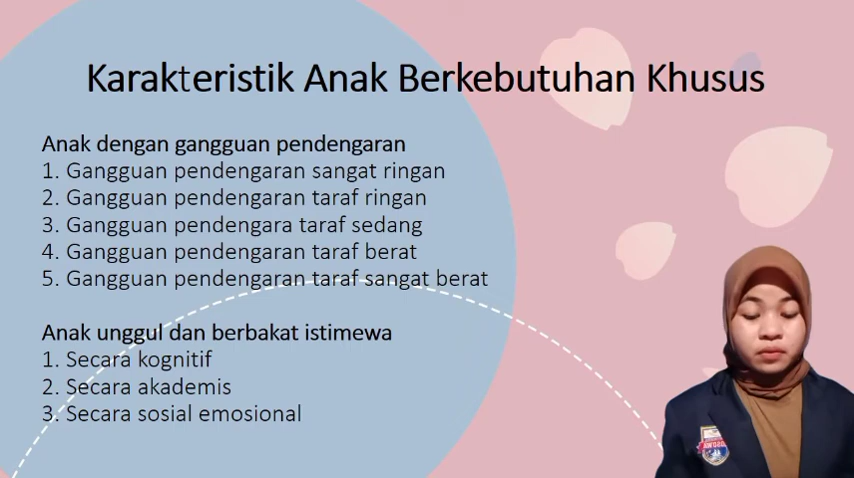 Karakteristik Anak Berkebutuhan Khusus
Anak dengan gangguan pendengaran
1. Gangguan pendengaran sangat ringan
2. Gangguan pendengaran taraf ringan
3. Gangguan pendengara taraf sedang
4. Gangguan pendengaran taraf berat
5. Gangguan pendengaran taraf sangat berat
Anak unggul dan berbakat istimewa
1. Secara kognitif
2. Secara akademis
3. Secara sosial emosional